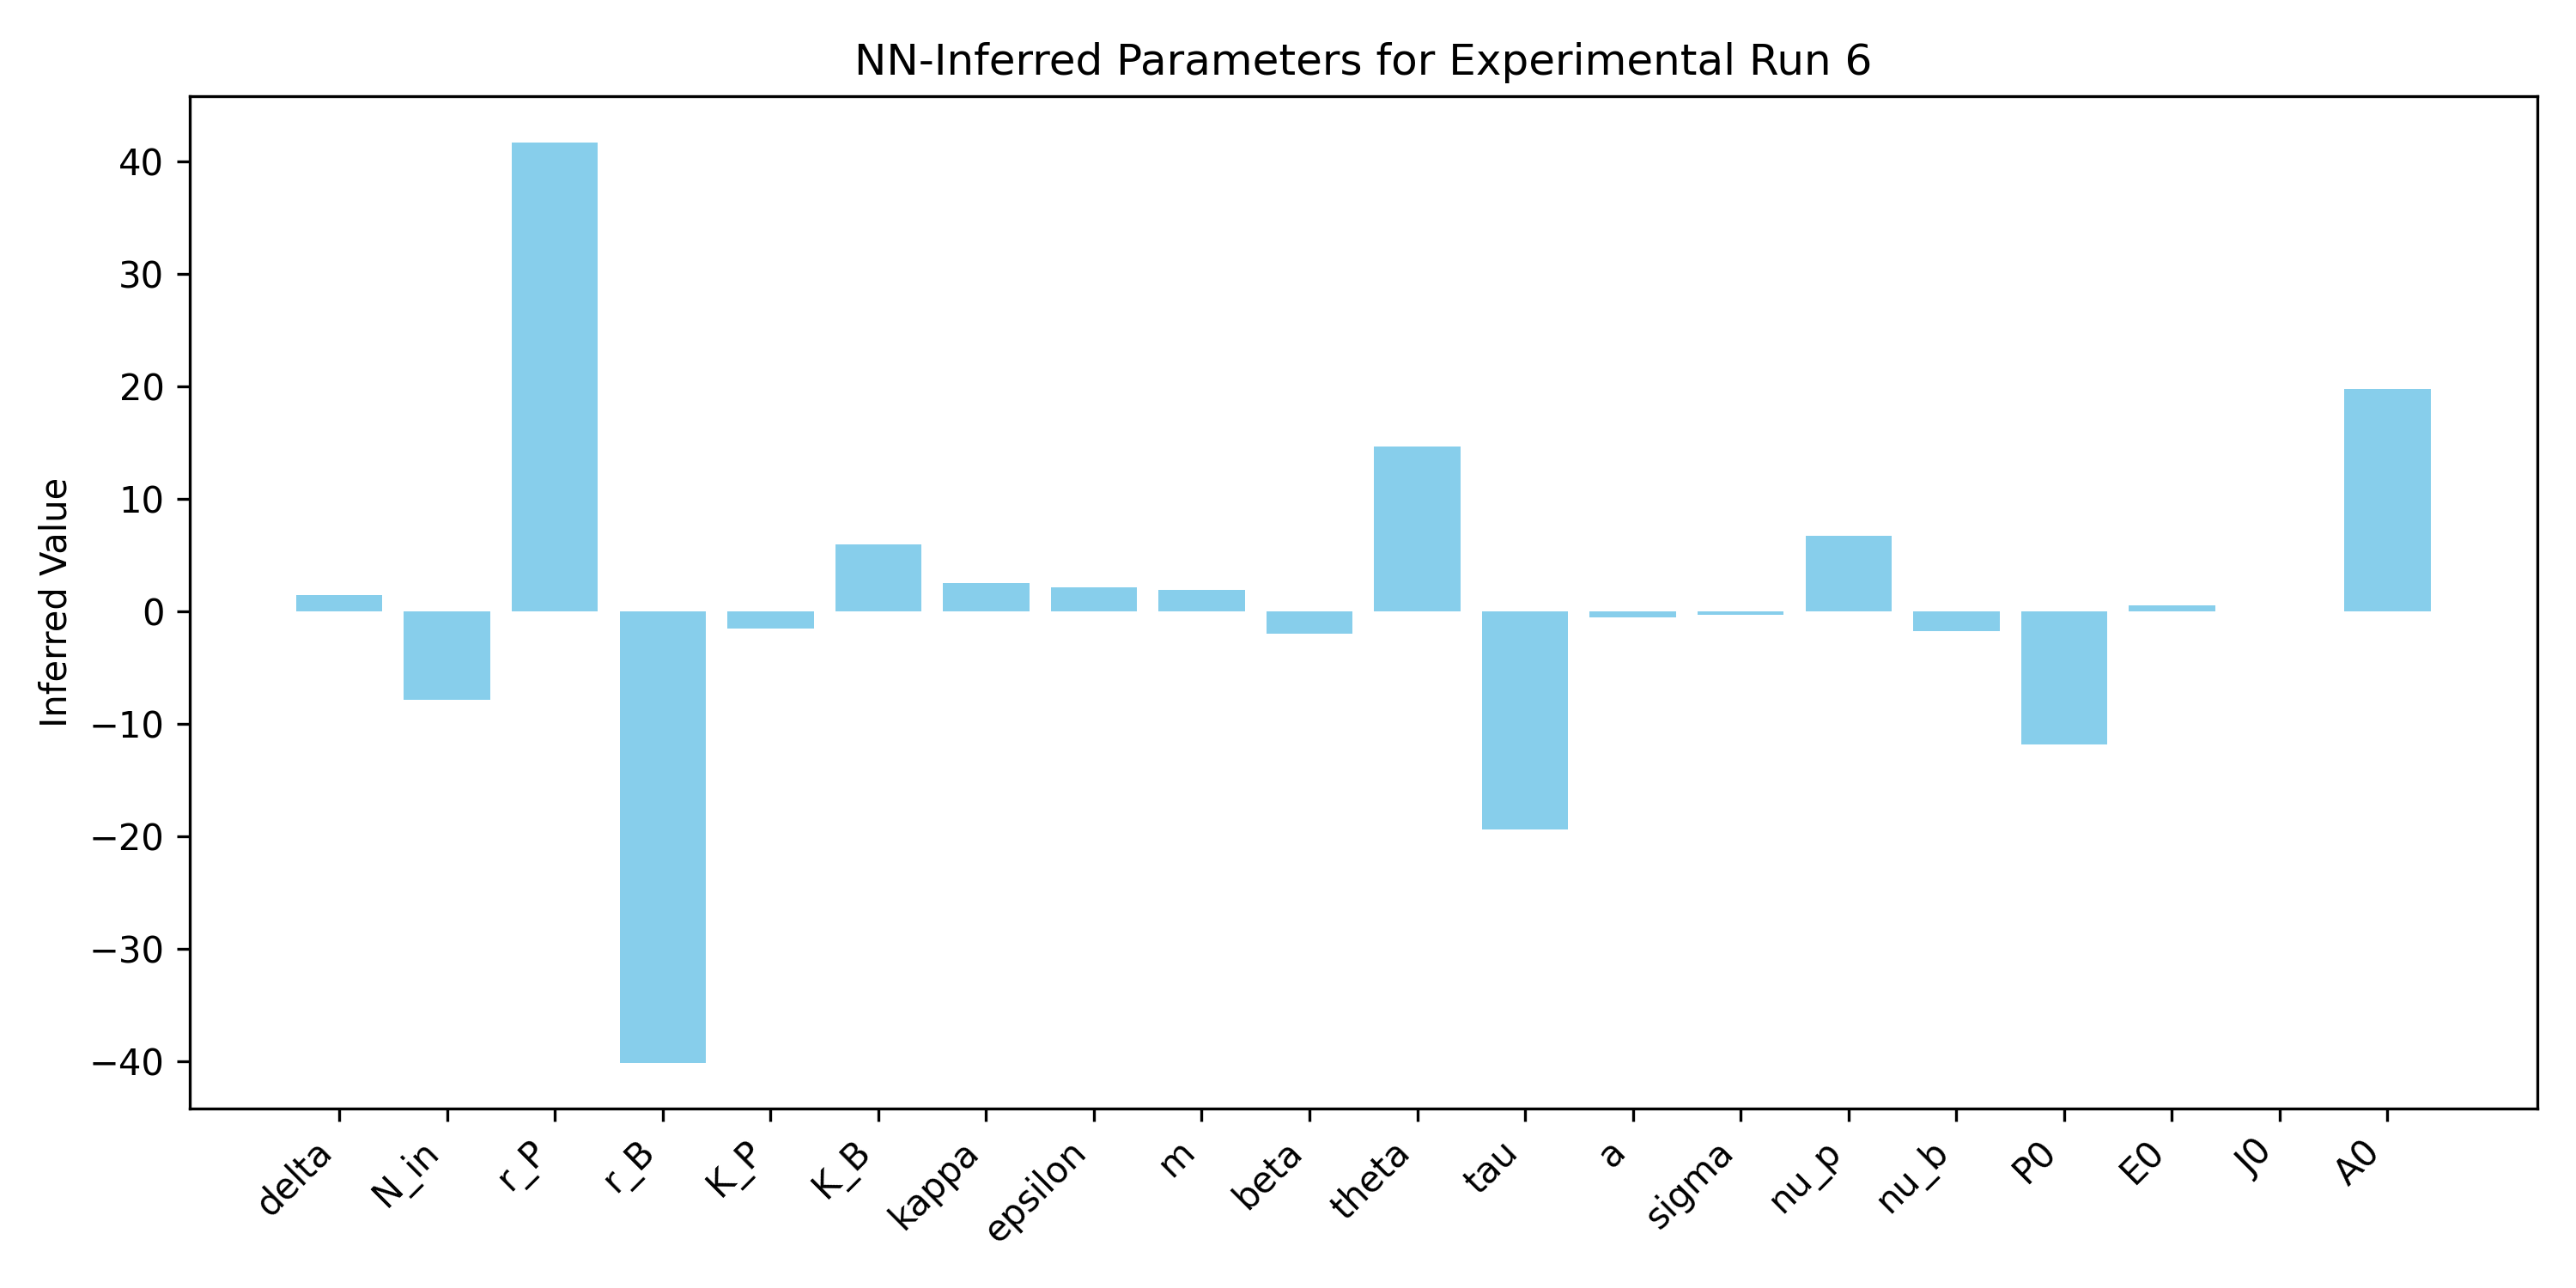 NN-Inferred Parameters for Experimental Run 6
Inferred Value
40
30
20
10
0
−10
−20
−30
−40
delta
N_in
r_P
r_B
K_P
K_B
kappa
epsilon
m
beta
theta
tau
a
sigma
nu_p
nu_b
P0
E0
J0
A0